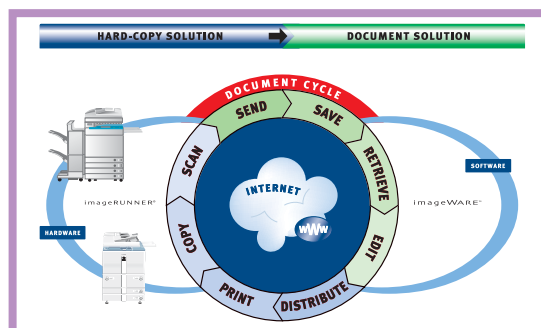 HARD-COPY SOLUTION
DOCUMENT SOLUTION
DOCUMENT CYCLE
SEND
SAVE
RETRIEVE
EDIT
DISTRIBUTE
PRINT
COPY
SCAN
INTERNET
WWW
imageRUNNER®
HARDWARE
SOFTWARE
imageWARE™